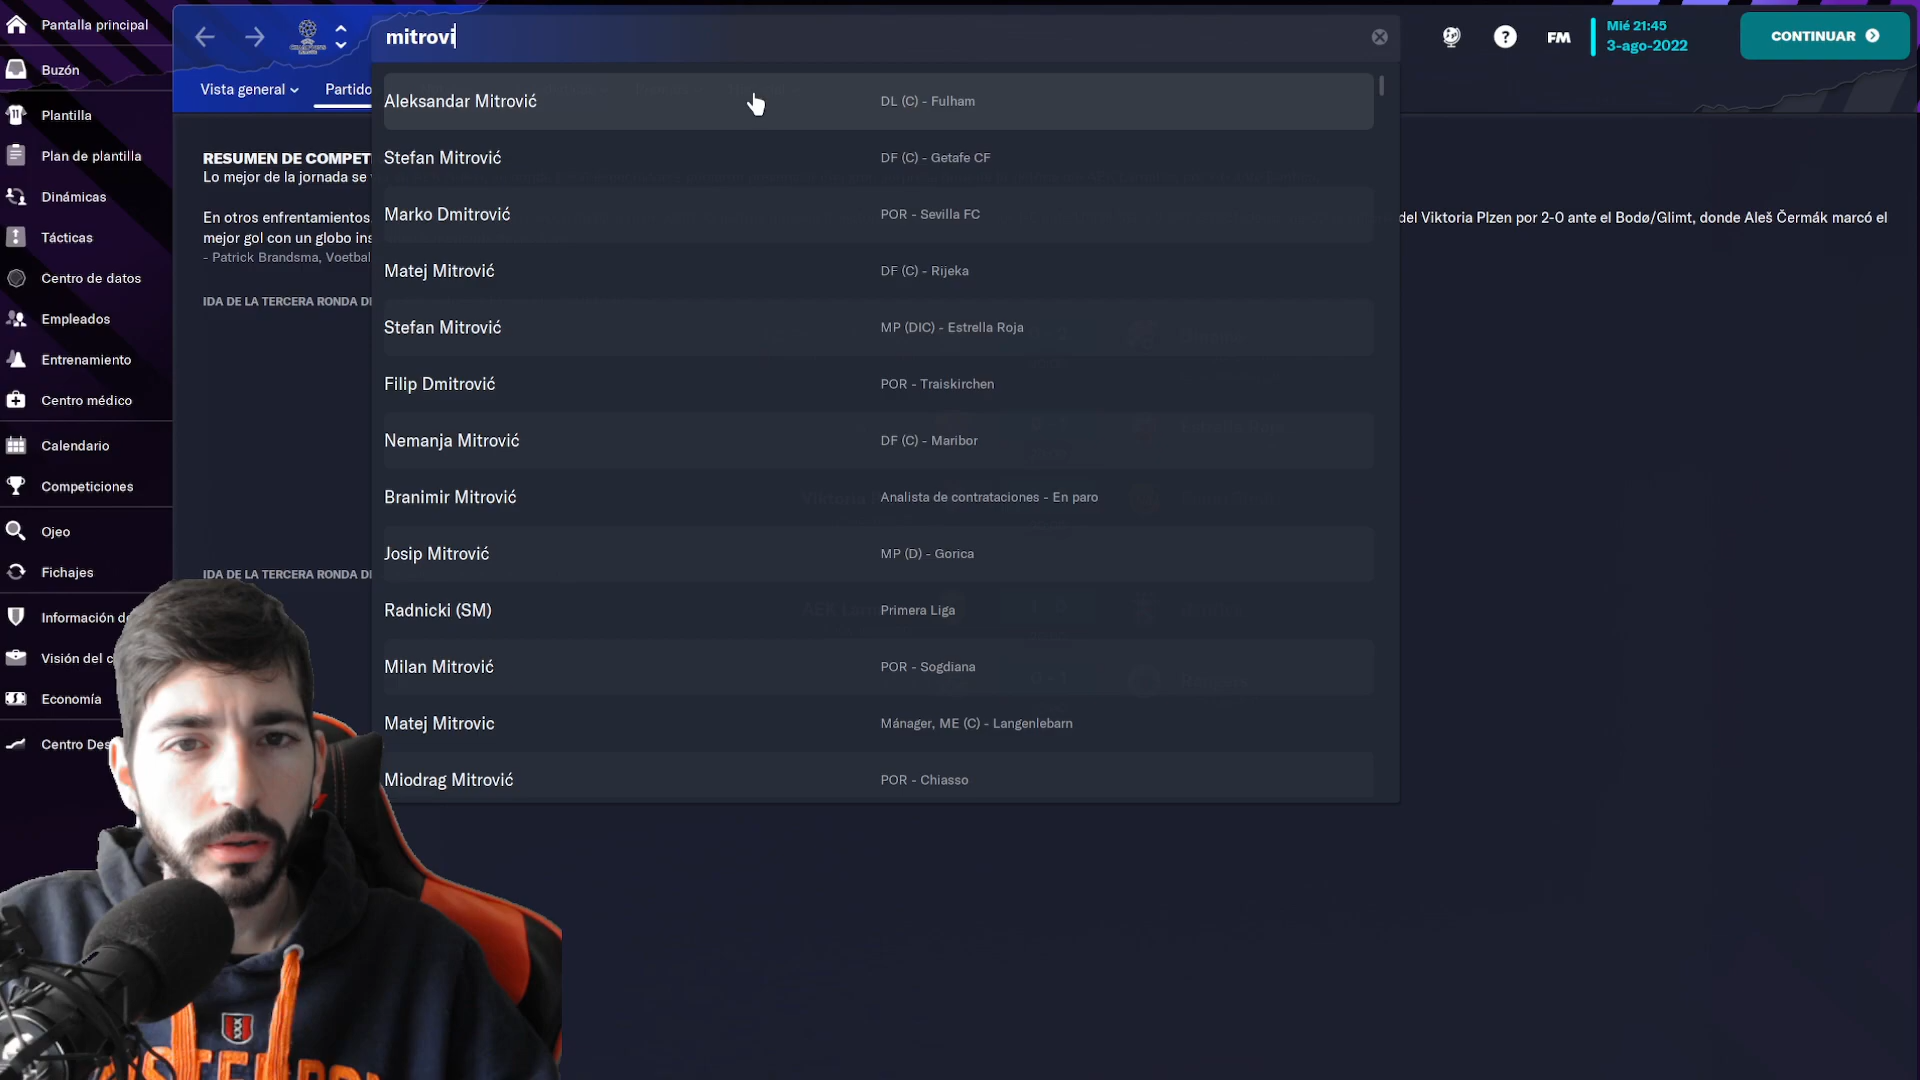 Pantalla principal
Buzón
Plantilla
Plan de plantilla
Dinámicas
Tácticas
Centro de datos
Empleados
Entrenamiento
Centro médico
Calendario
Competiciones
Ojeo
Fichajes
Información de
Visión del c
Economía
Centro Des
mitrovi
FM
Mié 21:45
3-ago-2022
CONTINUAR
Vista general
Partido
RESUMEN DE COMPET
Lo mejor de la jornada se
En otros enfrentamientos
del Viktoria Plzen por 2-0 ante el Bodø/Glimt, donde Aleš Čermák marcó el
mejor gol con un globo ins
- Patrick Brandsma, Voetbal
IDA DE LA TERCERA RONDA DE
IDA DE LA TERCERA RONDA DE
Aleksandar Mitrović DL (C) - Fulham
Stefan Mitrović DF (C) - Getafe CF
Marko Dmitrović POR - Sevilla FC
Matej Mitrović DF (C) - Rijeka
Stefan Mitrović MP (DIC) - Estrella Roja
Filip Dmitrović POR - Traiskirchen
Nemanja Mitrović DF (C) - Maribor
Branimir Mitrović Analista de contrataciones - En paro
Josip Mitrović MP (D) - Gorica
Radnicki (SM) Primera Liga
Milan Mitrović POR - Sogdiana
Matej Mitrovic Mánager, ME (C) - Langenlebarn
Miodrag Mitrović POR - Chiasso